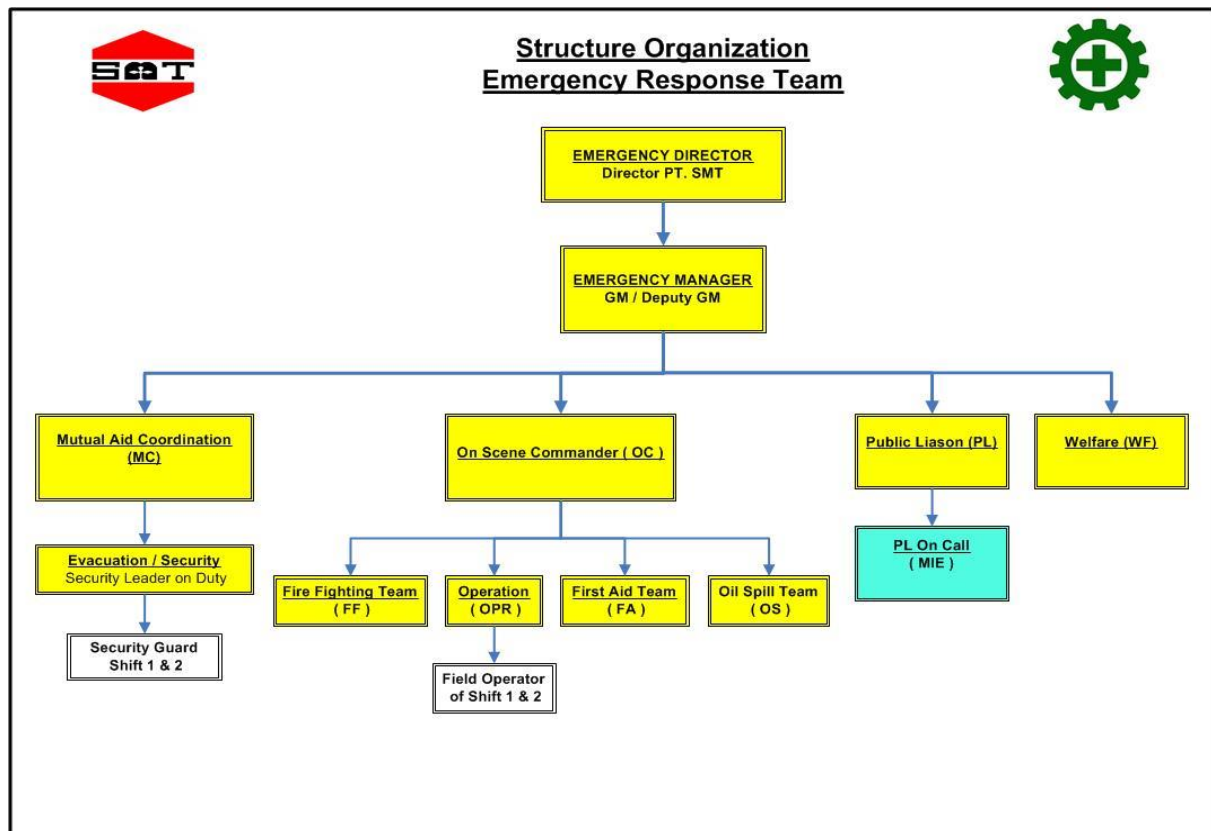 SMT
Structure Organization
Emergency Response Team
EMERGENCY DIRECTOR
Director PT. SMT
EMERGENCY MANAGER
GM / Deputy GM
Mutual Aid Coordination
(MC)
On Scene Commander ( OC )
Public Liason (PL)
Welfare (WF)
Evacuation / Security
Security Leader on Duty
PL On Call
( MIE )
Fire Fighting Team
( FF )
Operation
( OPR )
First Aid Team
( FA )
Oil Spill Team
( OS )
Security Guard
Shift 1 & 2
Field Operator
of Shift 1 & 2